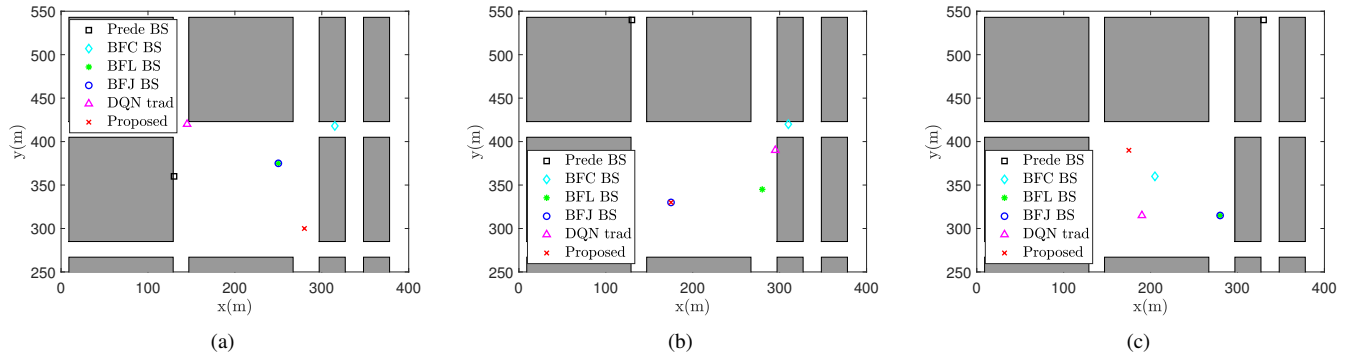 550
500
450
400
350
300
250
y(m)
Prede BS
BFC BS
BFL BS
BFJ BS
DQN trad
Proposed
0
100
200
300
400
x(m)
(a)
550
500
450
400
350
300
250
y(m)
Prede BS
BFC BS
BFL BS
BFJ BS
DQN trad
Proposed
0
100
200
300
400
x(m)
(b)
550
500
450
400
350
300
250
y(m)
Prede BS
BFC BS
BFL BS
BFJ BS
DQN trad
Proposed
0
100
200
300
400
x(m)
(c)